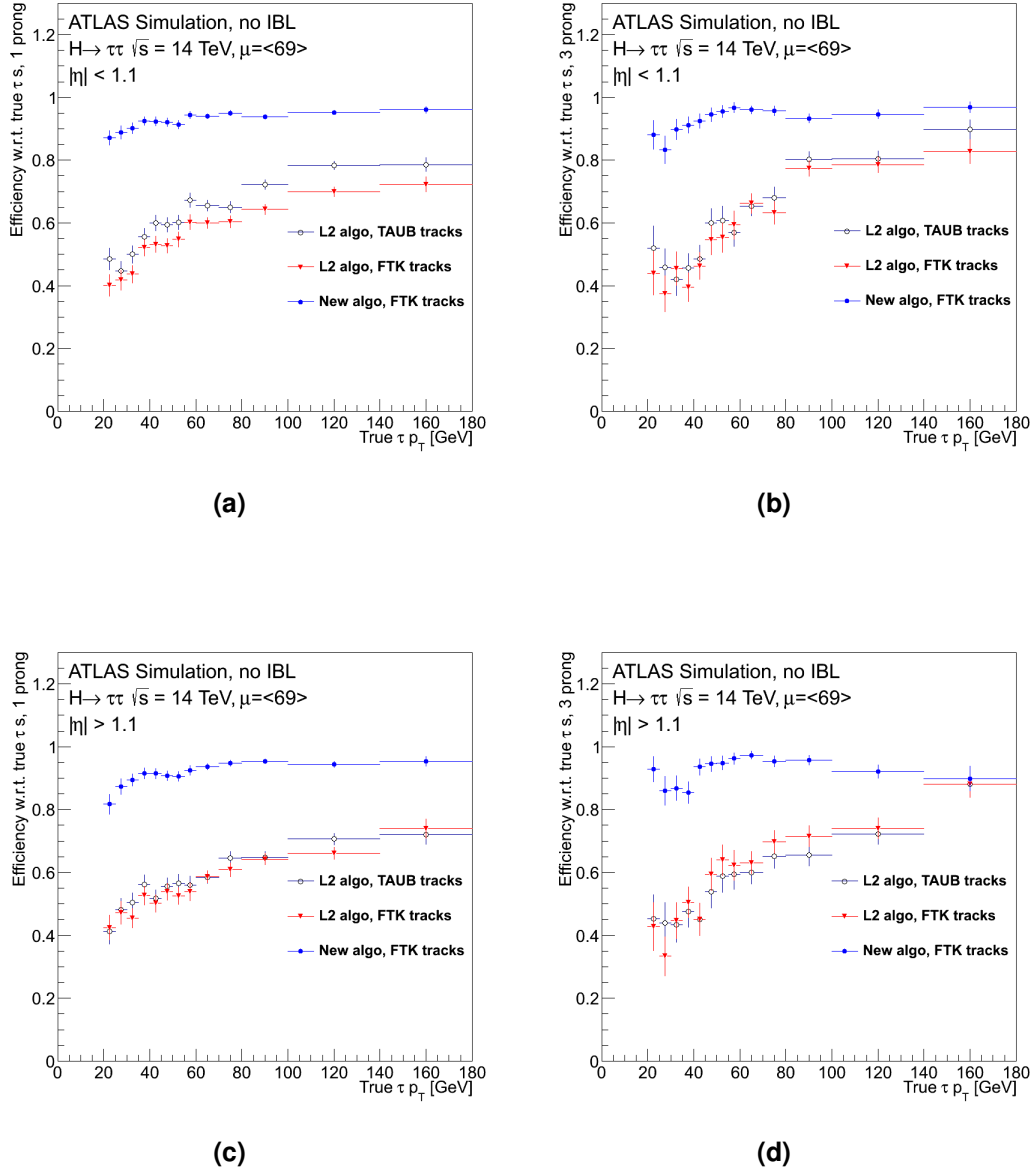 Efficiency w.r.t. true τ s, 1 prong
ATLAS Simulation, no IBL
H→ ττ √s = 14 TeV, μ=<69>
|η| < 1.1
1.2
1
0.8
0.6
0.4
0.2
0
L2 algo, TAUB tracks
L2 algo, FTK tracks
New algo, FTK tracks
0 20 40 60 80 100 120 140 160 180
True τ p_T [GeV]
(a)
Efficiency w.r.t. true τ s, 3 prong
ATLAS Simulation, no IBL
H→ ττ √s = 14 TeV, μ=<69>
|η| < 1.1
1.2
1
0.8
0.6
0.4
0.2
0
L2 algo, TAUB tracks
L2 algo, FTK tracks
New algo, FTK tracks
0 20 40 60 80 100 120 140 160 180
True τ p_T [GeV]
(b)
Efficiency w.r.t. true τ s, 1 prong
ATLAS Simulation, no IBL
H→ ττ √s = 14 TeV, μ=<69>
|η| > 1.1
1.2
1
0.8
0.6
0.4
0.2
0
L2 algo, TAUB tracks
L2 algo, FTK tracks
New algo, FTK tracks
0 20 40 60 80 100 120 140 160 180
True τ p_T [GeV]
(c)
Efficiency w.r.t. true τ s, 3 prong
ATLAS Simulation, no IBL
H→ ττ √s = 14 TeV, μ=<69>
|η| > 1.1
1.2
1
0.8
0.6
0.4
0.2
0
L2 algo, TAUB tracks
L2 algo, FTK tracks
New algo, FTK tracks
0 20 40 60 80 100 120 140 160 180
True τ p_T [GeV]
(d)